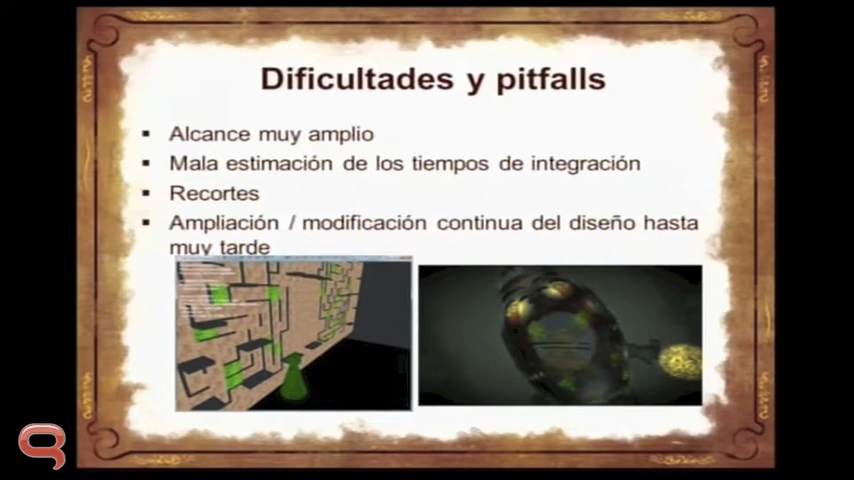 Dificultades y pitfalls
▪ Alcance muy amplio
▪ Mala estimación de los tiempos de integración
▪ Recortes
▪ Ampliación / modificación continua del diseño hasta
muy tarde